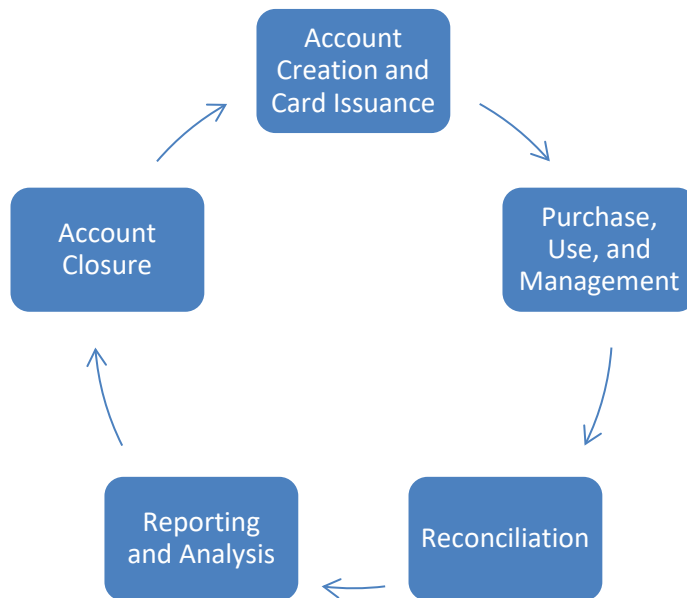 Account
Creation and
Card Issuance
Purchase,
Use, and
Management
Reconciliation
Reporting
and Analysis
Account
Closure